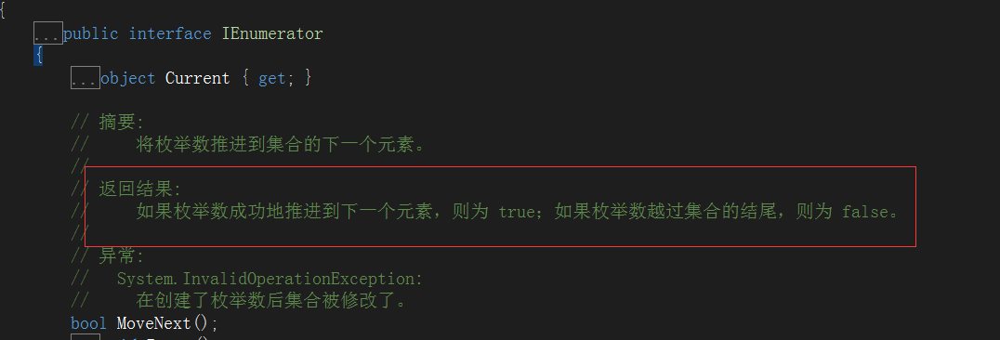 {
...public interface IEnumerator
{
...object Current { get; }
// 摘要:
// 将枚举数推进到集合的下一个元素。
//
// 返回结果:
// 如果枚举数成功地推进到下一个元素，则为 true；如果枚举数越过集合的结尾，则为 false。
//
// 异常:
// System.InvalidOperationException:
// 在创建了枚举数后集合被修改了。
bool MoveNext();